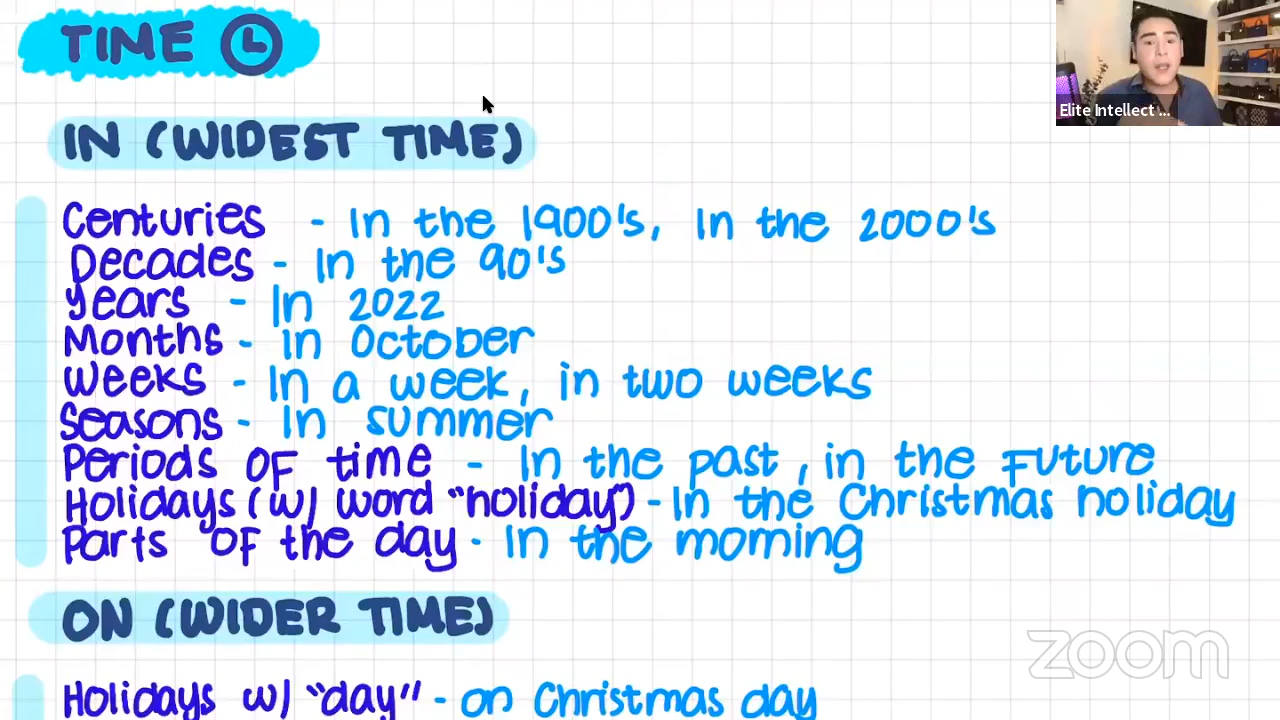 TIME
Elite Intellect ...
IN (WIDEST TIME)
Centuries - In the 1900's, In the 2000's
Decades - In the 90's
Years - In 2022
Months - In October
Weeks - In a week, in two weeks
Seasons - In summer
Periods of time - In the past, in the future
Holidays (w/ word "holiday") - In the Christmas holiday
Parts of the day - In the morning
ON (WIDER TIME)
zoom
Holidays w/ "day" - on Christmas day